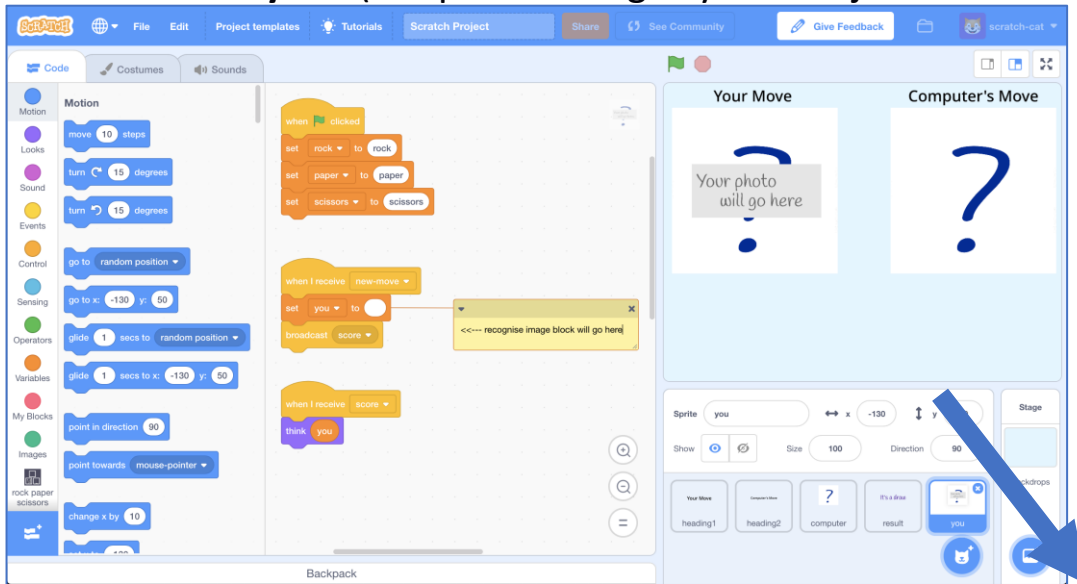 SCRATCH File Edit Project templates Tutorials Scratch Project Share See Community Give Feedback scratch-cat
Code Costumes Sounds
Motion
Looks
Sound
Events
Control
Sensing
Operators
Variables
My Blocks
Images
rock paper
scissors
Motion
move 10 steps
turn 15 degrees
turn 15 degrees
go to random position
go to x: -130 y: 50
glide 1 secs to random position
glide 1 secs to x: -130 y: 50
point in direction 90
point towards mouse-pointer
change x by 10
when clicked
set rock to rock
set paper to paper
set scissors to scissors
when I receive new-move
set you to
broadcast score
<<--- recognise image block will go here
when I receive score
think you
Backpack
Your Move Computer's Move
Your photo
will go here
?
?
Sprite you x -130 y
Show Size 100 Direction 90
Stage
heading1
heading2
?
computer
It's a draw
result
you